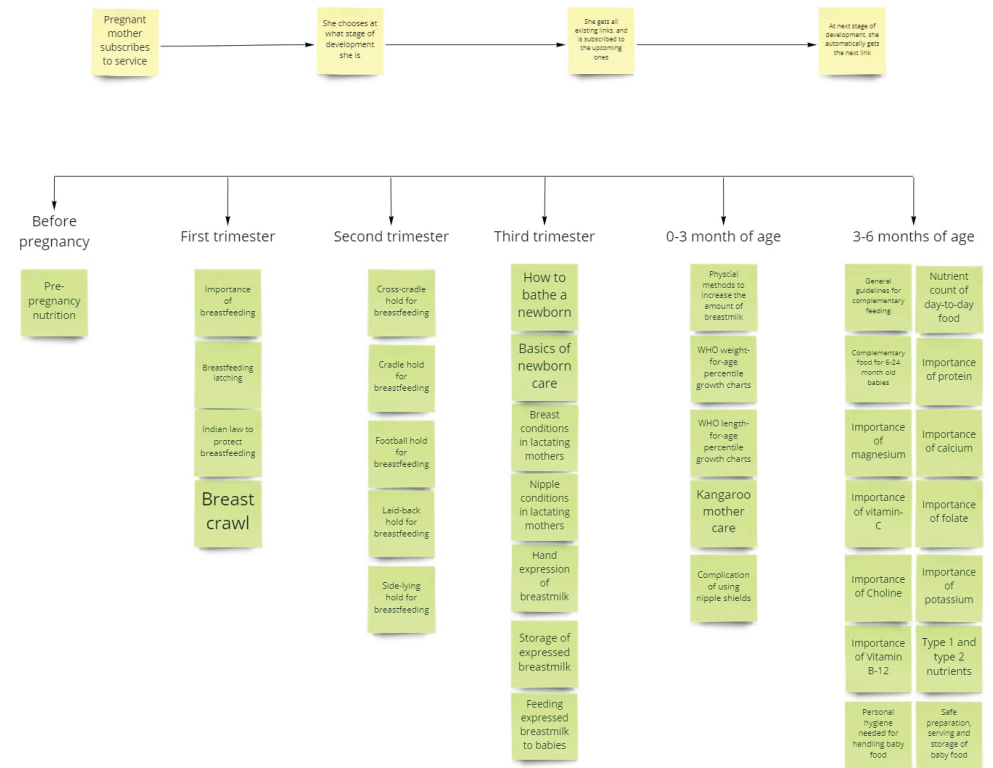 Pregnant
mother
subscribes
to service
She chooses at
what stage of
development
she is
She gets all
existing links, and
is subscribed to
the upcoming
ones
At next stage of
development, she
automatically gets
the next link
Before
pregnancy
First trimester
Second trimester
Third trimester
0-3 month of age
3-6 months of age
Pre-
pregnancy
nutrition
Importance
of
breastfeeding
Breastfeeding
latching
Indian law to
protect
breastfeeding
Breast
crawl
Cross-cradle
hold for
breastfeeding
Cradle hold
for
breastfeeding
Football hold
for
breastfeeding
Laid-back
hold for
breastfeeding
Side-lying
hold for
breastfeeding
How to
bathe a
newborn
Basics of
newborn
care
Breast
conditions
in lactating
mothers
Nipple
conditions
in lactating
mothers
Hand
expression
of
breastmilk
Storage of
expressed
breastmilk
Feeding
expressed
breastmilk
to babies
Physcial
methods to
increase the
amount of
breastmilk
WHO weight-
for-age
percentile
growth charts
WHO length-
for-age
percentile
growth charts
Kangaroo
mother
care
Complication
of using
nipple shields
General
guidelines for
complementary
feeding
Complementary
food for 6-24
month old
babies
Importance
of
magnesium
Importance
of vitamin-
C
Importance
of Choline
Importance
of Vitamin
B-12
Personal
hygiene
needed for
handling baby
food
Nutrient
count of
day-to-day
food
Importance
of protein
Importance
of calcium
Importance
of folate
Importance
of
potassium
Type 1 and
type 2
nutrients
Safe
preparation,
serving and
storage of
baby food